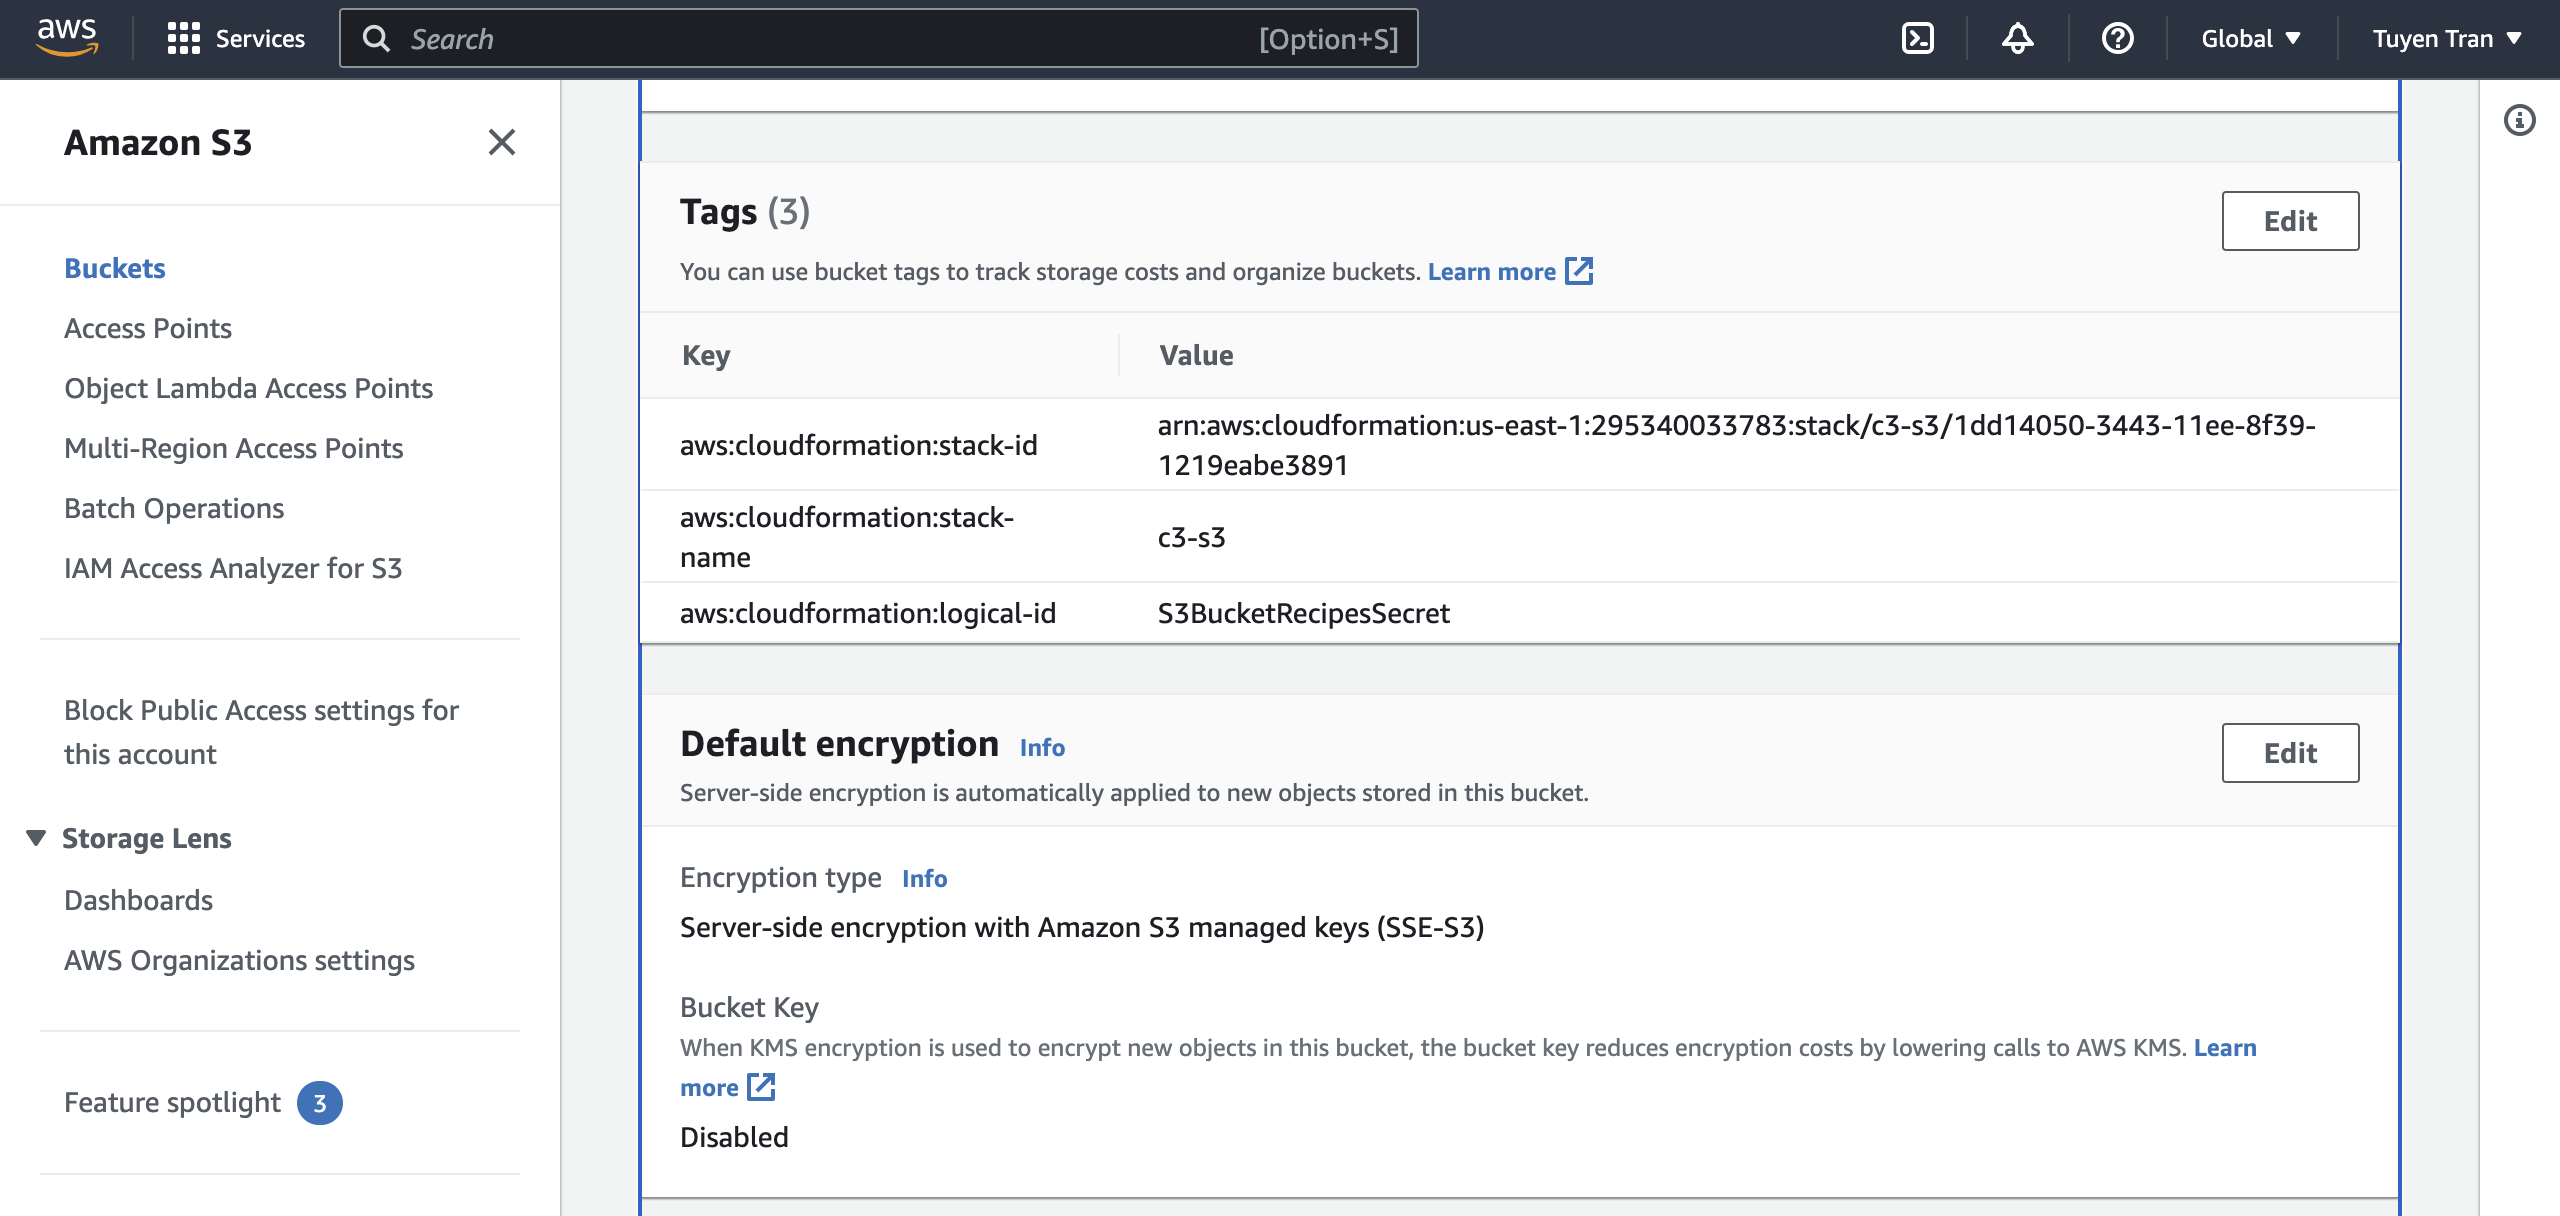 aws
Services
Search
[Option+S]
Global
Tuyen Tran
Amazon S3
Buckets
Access Points
Object Lambda Access Points
Multi-Region Access Points
Batch Operations
IAM Access Analyzer for S3
Block Public Access settings for
this account
Storage Lens
Dashboards
AWS Organizations settings
Feature spotlight 3
Tags (3)
Edit
You can use bucket tags to track storage costs and organize buckets. Learn more
Key
Value
aws:cloudformation:stack-id
arn:aws:cloudformation:us-east-1:295340033783:stack/c3-s3/1dd14050-3443-11ee-8f39-
1219eabe3891
aws:cloudformation:stack-
name
c3-s3
aws:cloudformation:logical-id
S3BucketRecipesSecret
Default encryption Info
Edit
Server-side encryption is automatically applied to new objects stored in this bucket.
Encryption type Info
Server-side encryption with Amazon S3 managed keys (SSE-S3)
Bucket Key
When KMS encryption is used to encrypt new objects in this bucket, the bucket key reduces encryption costs by lowering calls to AWS KMS. Learn
more
Disabled